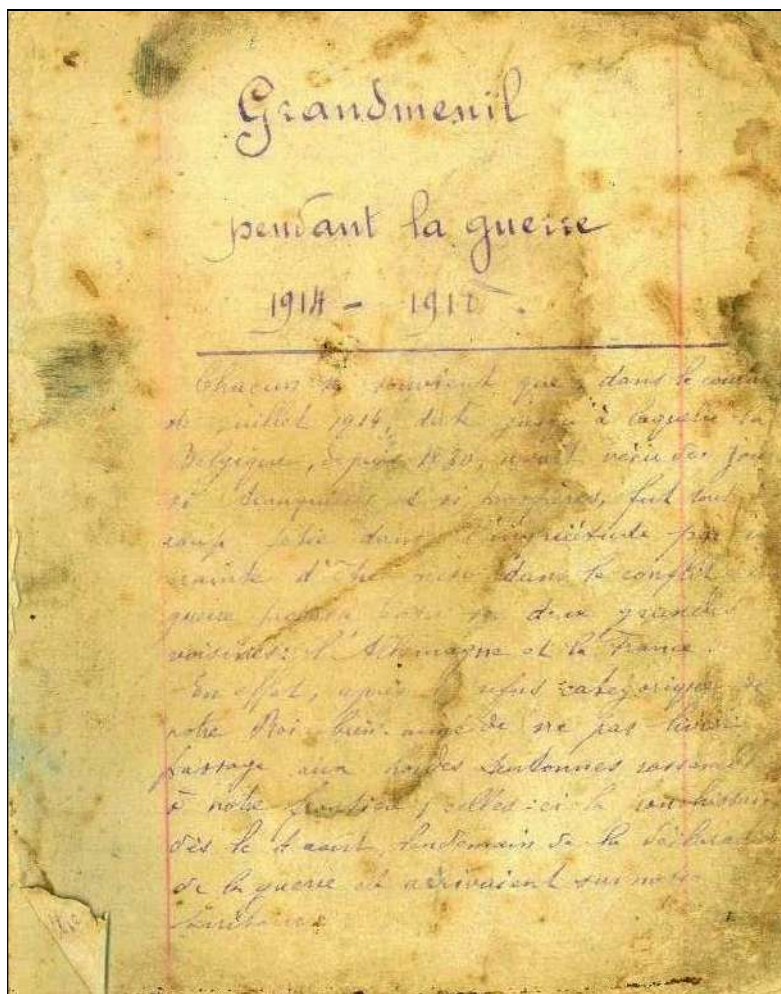 Grandmenil
pendant la guerre
1914 - 1918.
Chacun se souvient que, dans le couran
de juillet 1914, date jusqu'à laquelle la
Belgique, depuis 1830, avait vécu des jou
si tranquilles et si prospères, fut tout à
coup jetée dans l'inquiétude par la
crainte d'être mise dans le conflit
guerre entre ses deux grandes
voisines: l'Allemagne et la France.
En effet, après le refus catégorique de
notre Roi bien-aimé de ne pas livrer
passage aux hordes teutonnes
à notre frontière, celles-ci la
dès le 4 août, lendemain de la déclarat
de la guerre et arrivaient sur notre
territoire